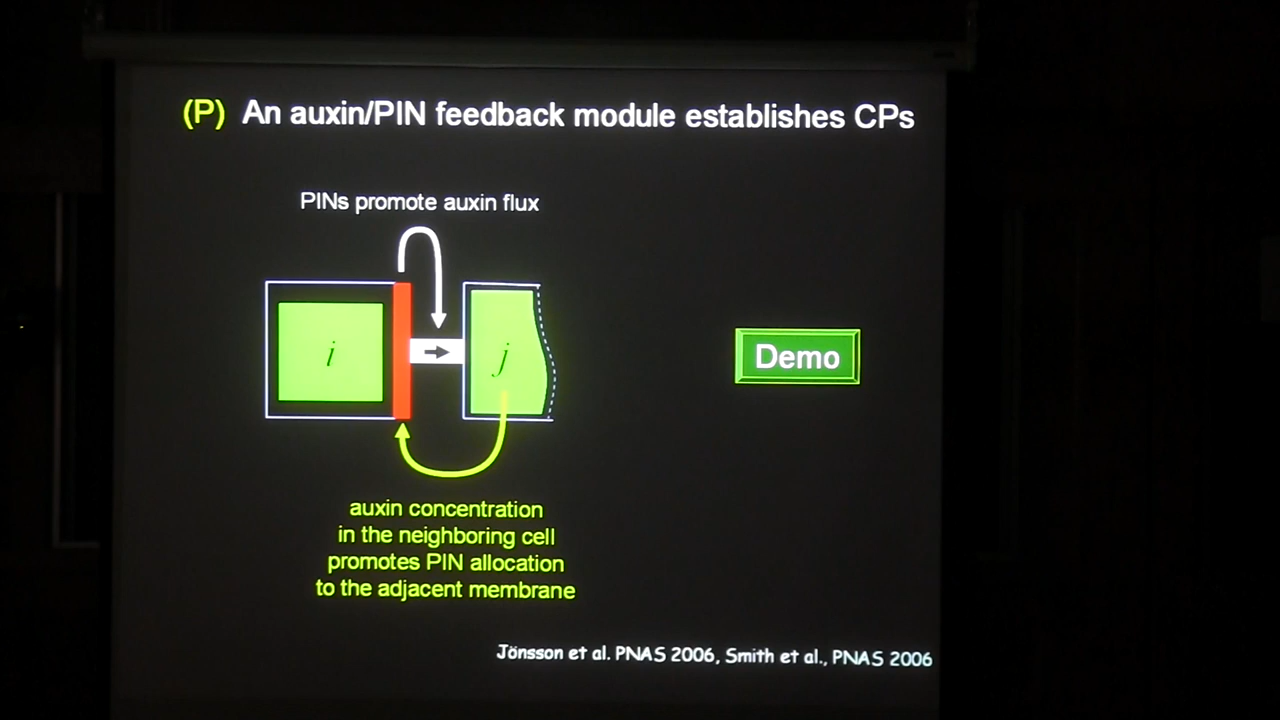 (P) An auxin/PIN feedback module establishes CPs
PINs promote auxin flux
i
j
Demo
auxin concentration
in the neighboring cell
promotes PIN allocation
to the adjacent membrane
Jönsson et al. PNAS 2006, Smith et al., PNAS 2006